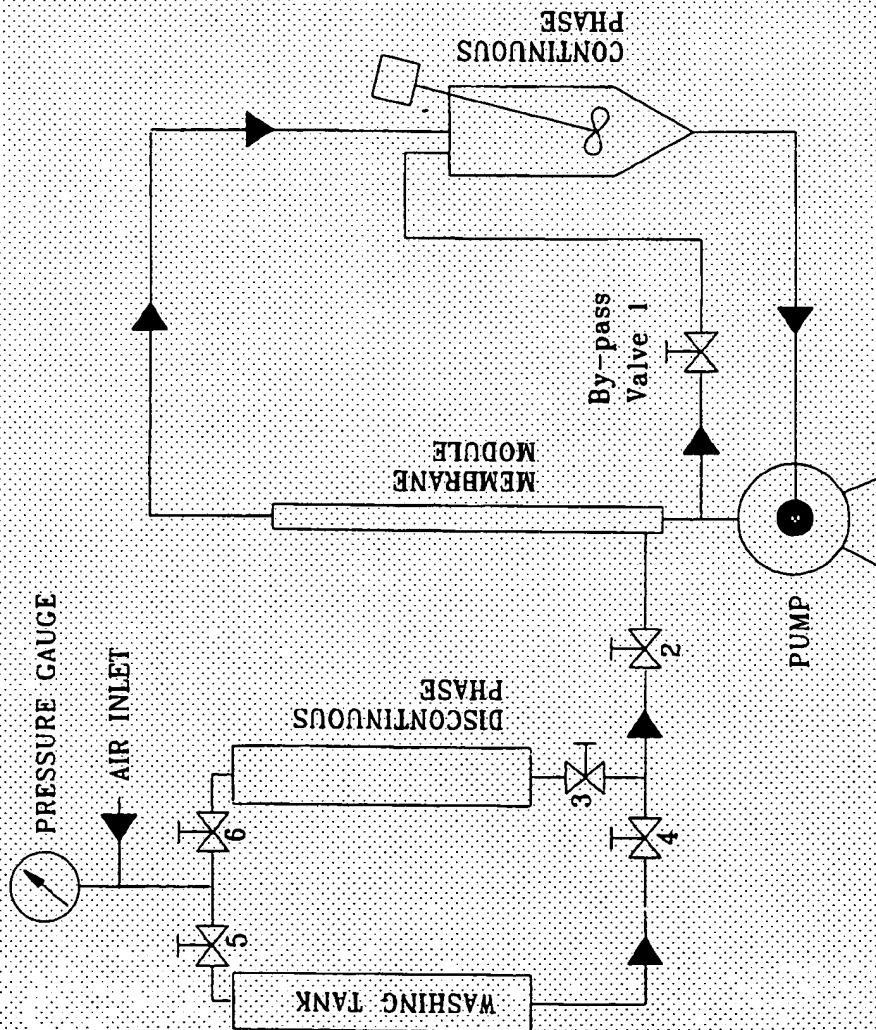 PRESSURE GAUGE
AIR INLET
6
5
WASHING TANK
DISCONTINUOUS
PHASE
3
4
2
MEMBRANE
MODULE
By-pass
Valve 1
PUMP
CONTINUOUS
PHASE